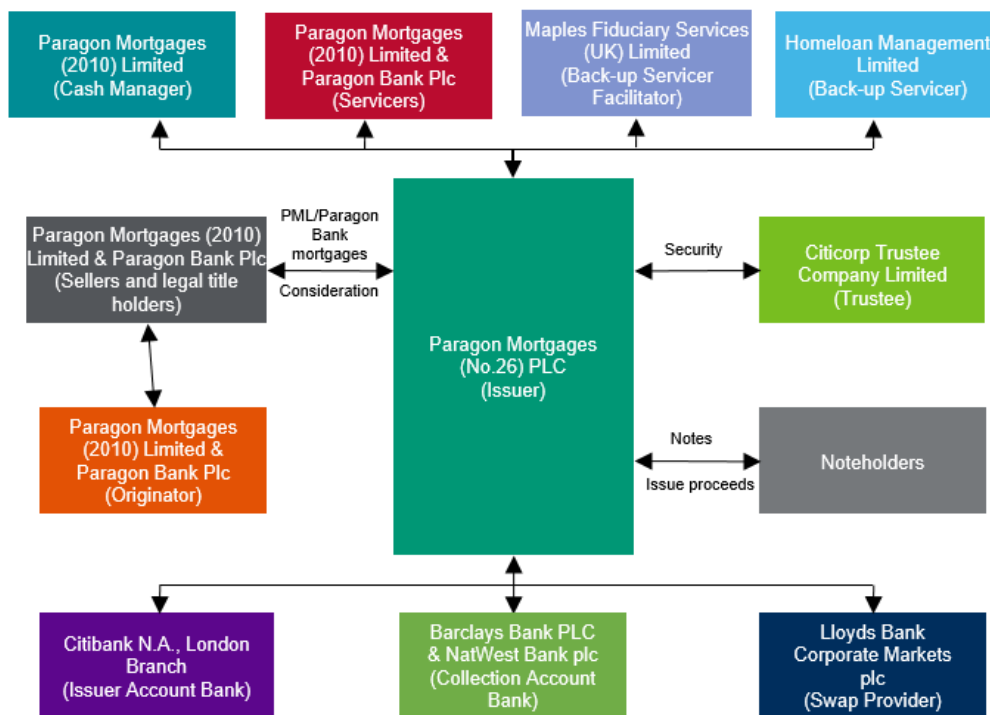 Paragon Mortgages
(2010) Limited
(Cash Manager)
Paragon Mortgages
(2010) Limited &
Paragon Bank Plc
(Servicers)
Maples Fiduciary Services
(UK) Limited
(Back-up Servicer
Facilitator)
Homeloan Management
Limited
(Back-up Servicer)
Paragon Mortgages (2010)
Limited & Paragon Bank Plc
(Sellers and legal title
holders)
PML/Paragon
Bank
mortgages
Consideration
Paragon Mortgages
(No.26) PLC
(Issuer)
Security
Citicorp Trustee
Company Limited
(Trustee)
Paragon Mortgages
(2010) Limited &
Paragon Bank Plc
(Originator)
Notes
Issue proceeds
Noteholders
Citibank N.A., London
Branch
(Issuer Account Bank)
Barclays Bank PLC
& NatWest Bank plc
(Collection Account
Bank)
Lloyds Bank
Corporate Markets
plc
(Swap Provider)